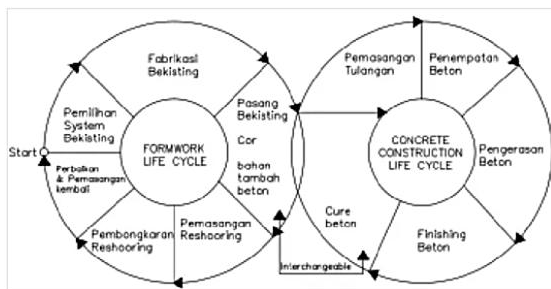 Fabrikasi
Bekisting
Pemilihan
System
Bekisting
Start
FORMWORK
LIFE CYCLE
Pasang
Bekisting
Cor
bahan
tambah
beton
Perbaikan
& Pemasangan
kembali
Pembongkaran
Reshooring
Pemasangan
Reshooring
Interchangeable
Pemasangan
Tulangan
Penempatan
Beton
CONCRETE
CONSTRUCTION
LIFE CYCLE
Pengerasan
Beton
Cure
beton
Finishing
Beton